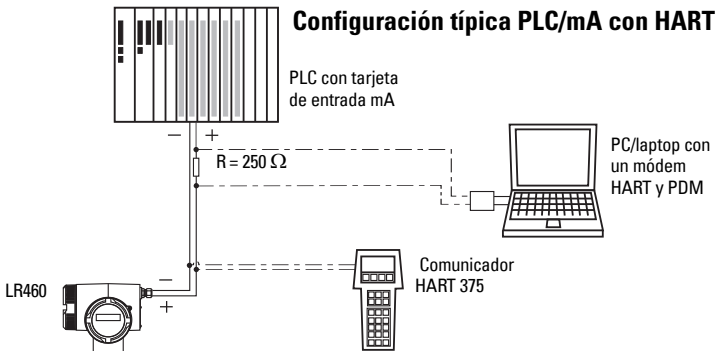 Configuración típica PLC/mA con HART
PLC con tarjeta
de entrada mA
– +
R = 250 Ω
PC/laptop con
un módem
HART y PDM
Comunicador
HART 375
LR460
–
+